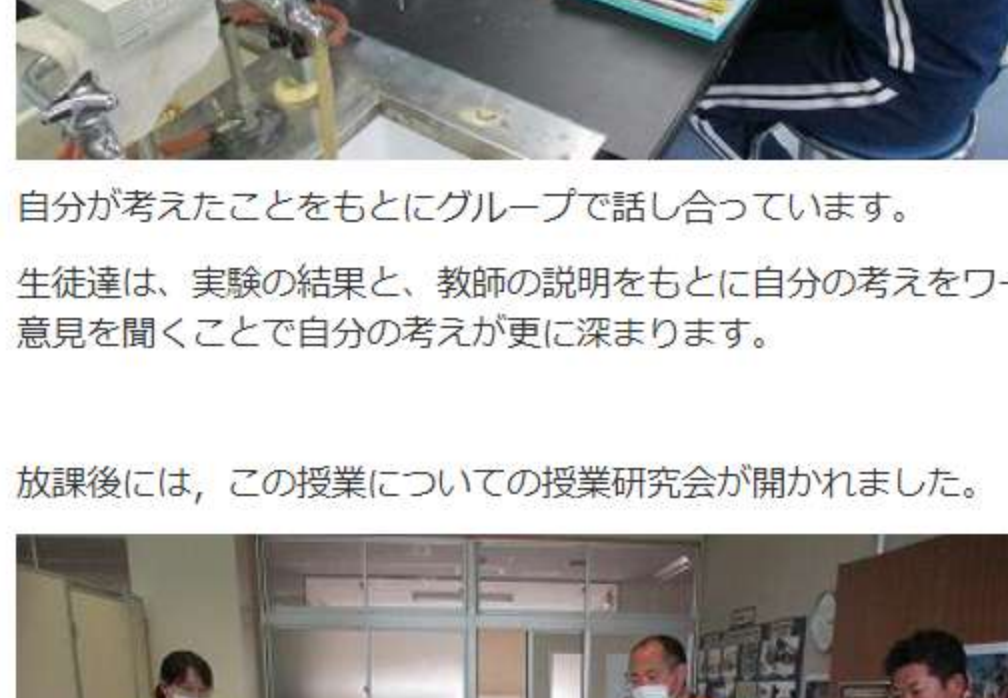 自分が考えたことをもとにグループで話し合っています。
生徒達は、実験の結果と、教師の説明をもとに自分の考えをワ
意見を聞くことで自分の考えが更に深まります。
放課後には，この授業についての授業研究会が開かれました。